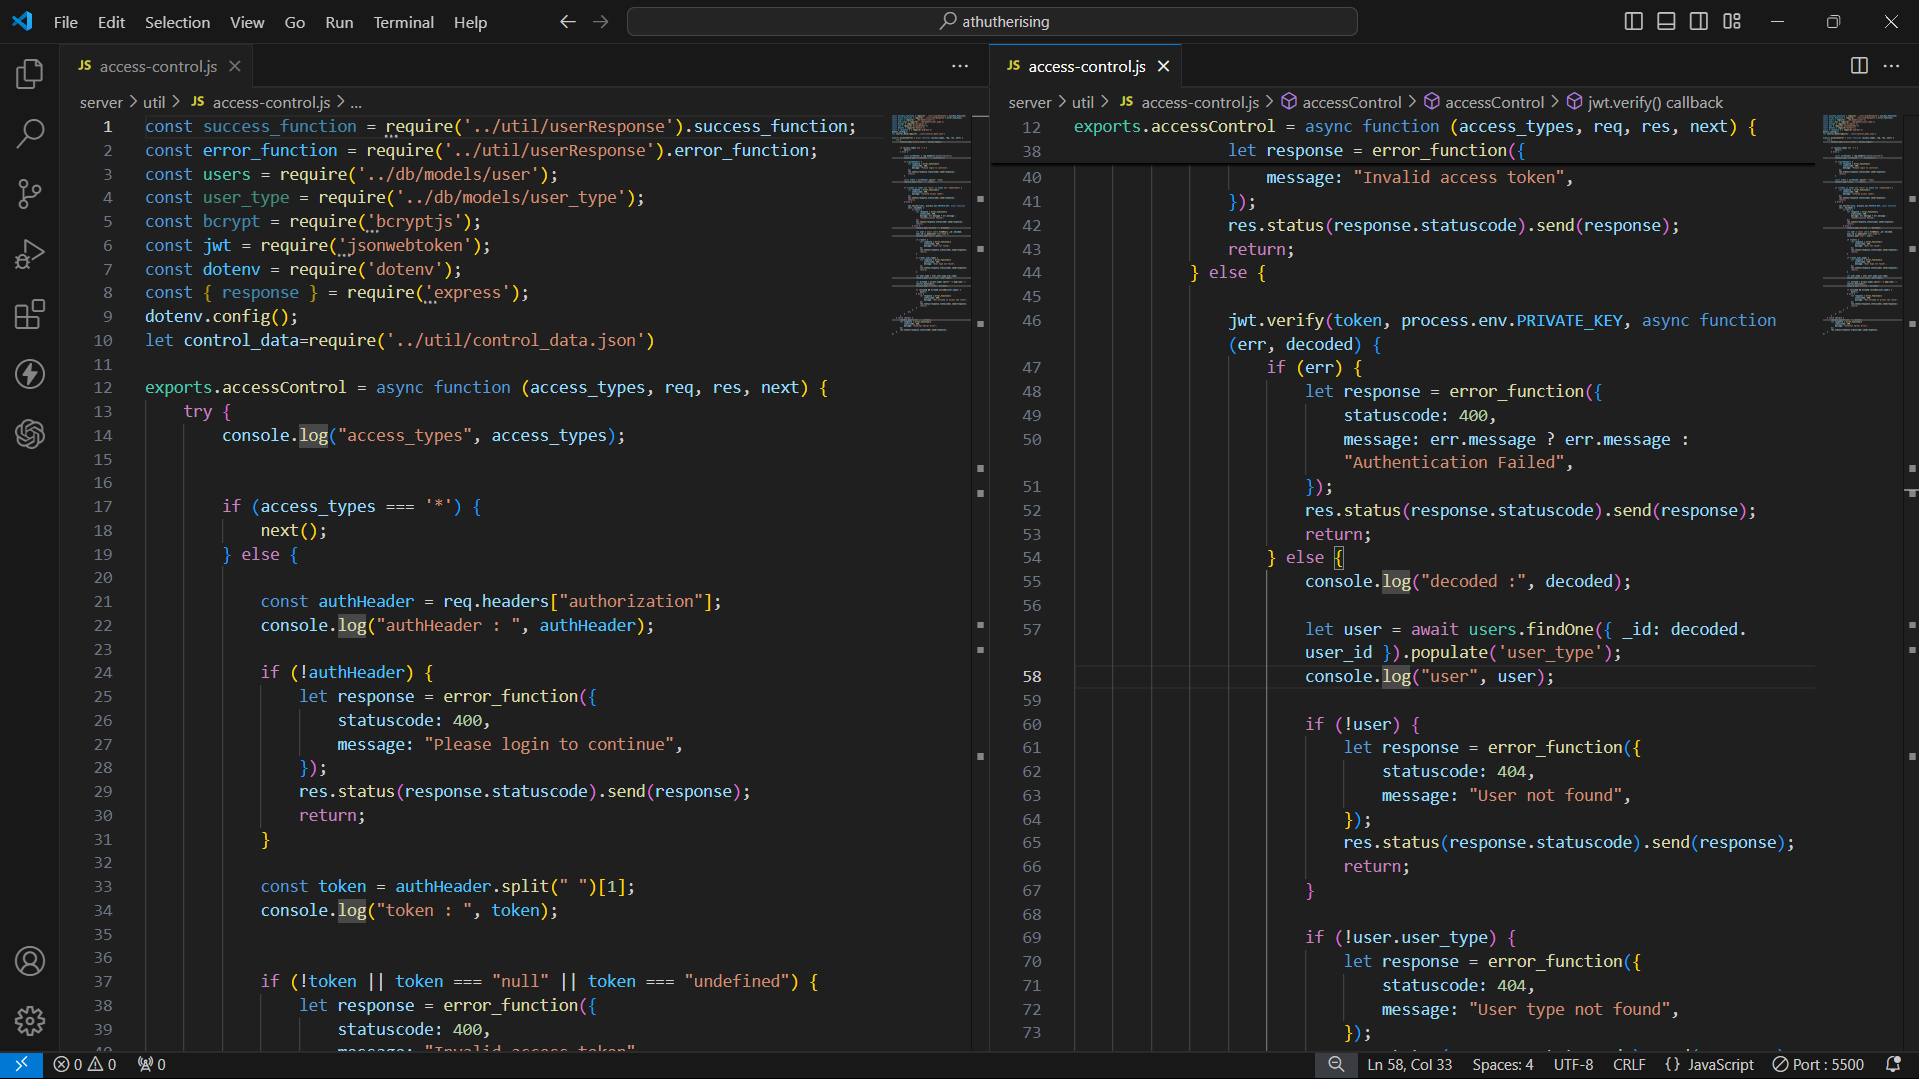 File Edit Selection View Go Run Terminal Help
athutherising
JS access-control.js
server > util > JS access-control.js > ...
1 const success_function = require('../util/userResponse').success_function;
2 const error_function = require('../util/userResponse').error_function;
3 const users = require('../db/models/user');
4 const user_type = require('../db/models/user_type');
5 const bcrypt = require('bcryptjs');
6 const jwt = require('jsonwebtoken');
7 const dotenv = require('dotenv');
8 const { response } = require('express');
9 dotenv.config();
10 let control_data=require('../util/control_data.json')
11
12 exports.accessControl = async function (access_types, req, res, next) {
13 try {
14 console.log("access_types", access_types);
15
16
17 if (access_types === '*') {
18 next();
19 } else {
20
21 const authHeader = req.headers["authorization"];
22 console.log("authHeader : ", authHeader);
23
24 if (!authHeader) {
25 let response = error_function({
26 statuscode: 400,
27 message: "Please login to continue",
28 });
29 res.status(response.statuscode).send(response);
30 return;
31 }
32
33 const token = authHeader.split(" ")[1];
34 console.log("token : ", token);
35
36
37 if (!token || token === "null" || token === "undefined") {
38 let response = error_function({
39 statuscode: 400,
40 message: "Invalid access token"
JS access-control.js
server > util > JS access-control.js > accessControl > accessControl > jwt.verify() callback
12 exports.accessControl = async function (access_types, req, res, next) {
38 let response = error_function({
40 message: "Invalid access token",
41 });
42 res.status(response.statuscode).send(response);
43 return;
44 } else {
45
46 jwt.verify(token, process.env.PRIVATE_KEY, async function
(err, decoded) {
47 if (err) {
48 let response = error_function({
49 statuscode: 400,
50 message: err.message ? err.message :
"Authentication Failed",
51 });
52 res.status(response.statuscode).send(response);
53 return;
54 } else {
55 console.log("decoded :", decoded);
56
57 let user = await users.findOne({ _id: decoded.
user_id }).populate('user_type');
58 console.log("user", user);
59
60 if (!user) {
61 let response = error_function({
62 statuscode: 404,
63 message: "User not found",
64 });
65 res.status(response.statuscode).send(response);
66 return;
67 }
68
69 if (!user.user_type) {
70 let response = error_function({
71 statuscode: 404,
72 message: "User type not found",
73 });
0 0 0 Ln 58, Col 33 Spaces: 4 UTF-8 CRLF {} JavaScript Port : 5500